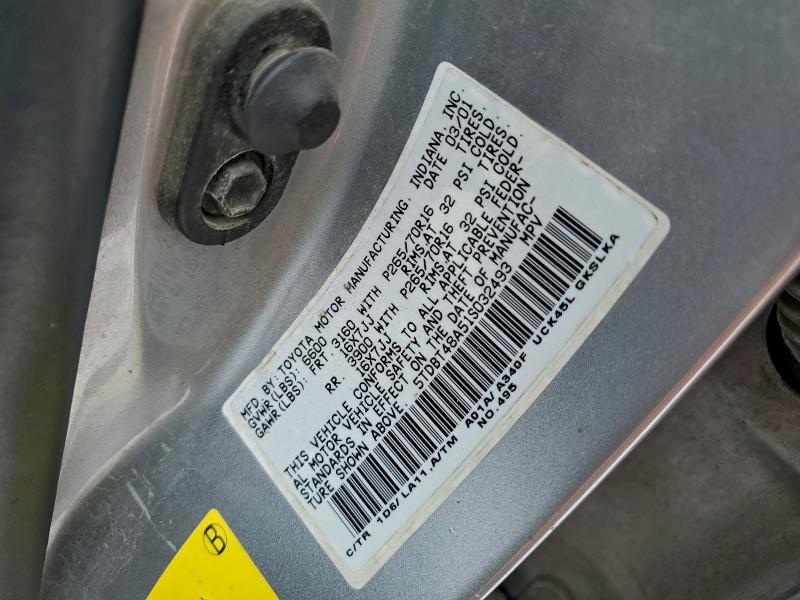 MFD BY: TOYOTA MOTOR MANUFACTURING, INDIANA, INC.
GVWR(LBS): 6600 DATE 03/01
GAWR(LBS): FRT. 3160 WITH P265/70R16 TIRES.
16X7JJ RIMS AT 32 PSI COLD.
RR. 3900 WITH P265/70R16 TIRES.
16X7JJ RIMS AT 32 PSI COLD.
THIS VEHICLE CONFORMS TO ALL APPLICABLE FEDER-
AL MOTOR VEHICLE SAFETY AND THEFT PREVENTION
STANDARDS IN EFFECT ON THE DATE OF MANUFAC-
TURE SHOWN ABOVE. 5TDBT48A51S032493 MPV
C/TR 1D6/LA11.A/TM A01A/A340F UCK45L GKSLKA
NO.495
B